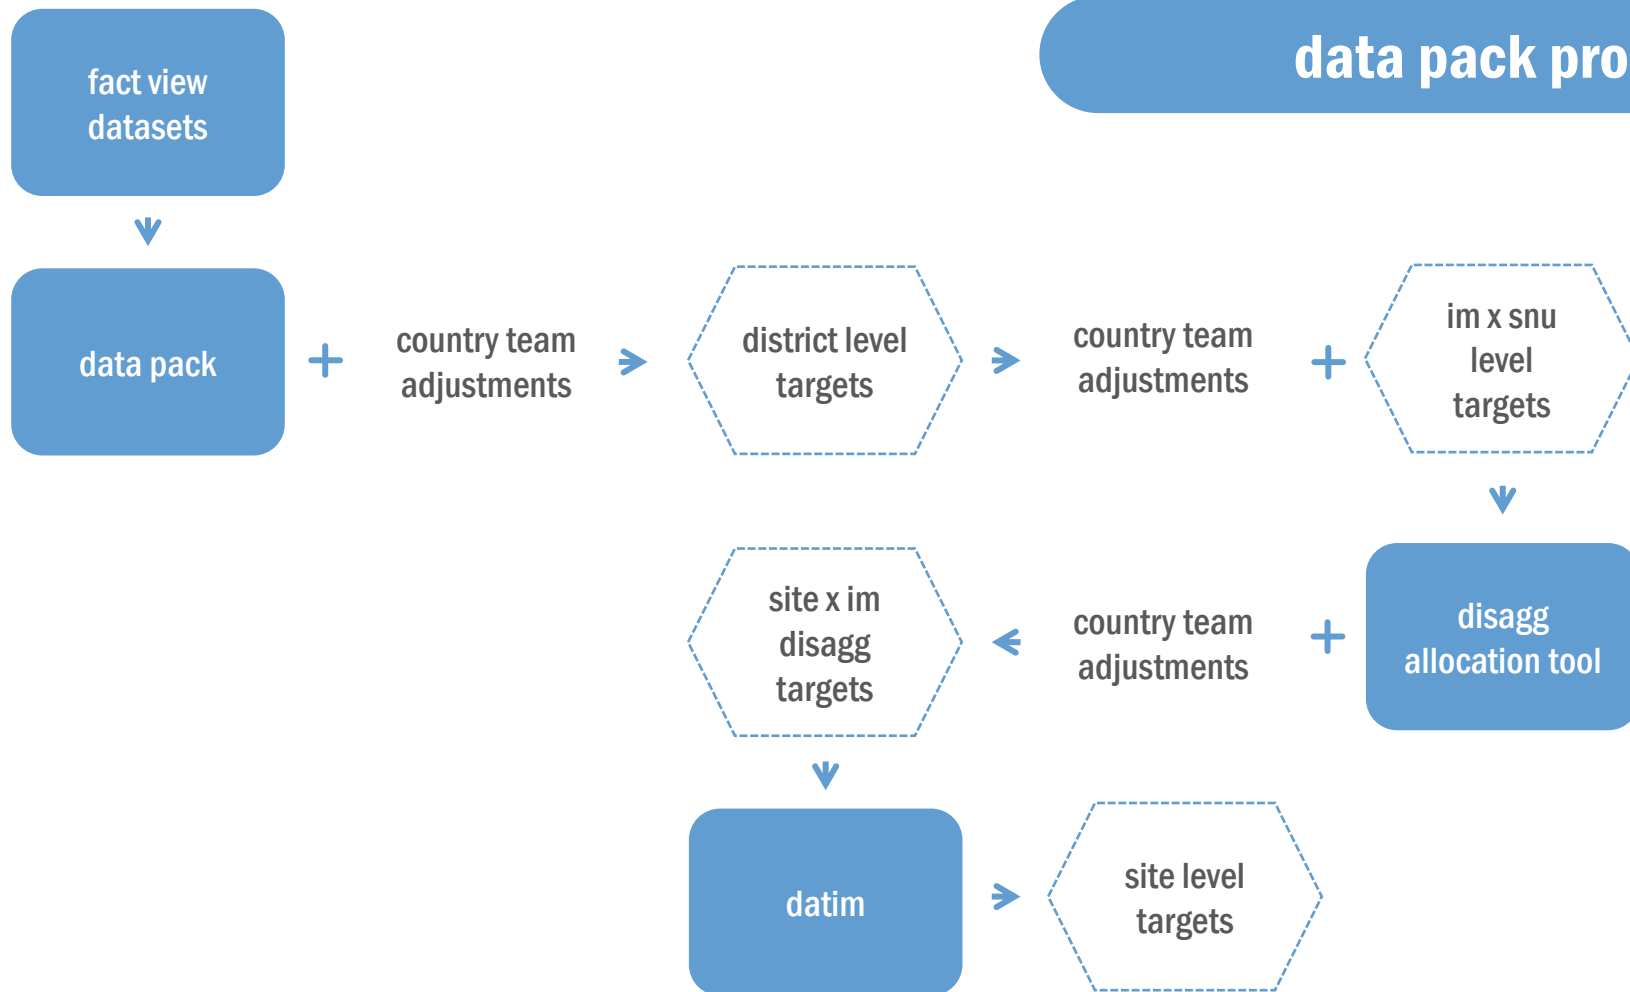 data pack pro
fact view
datasets
data pack
+
country team
adjustments
district level
targets
country team
adjustments
+
im x snu
level
targets
site x im
disagg
targets
country team
adjustments
+
disagg
allocation tool
datim
site level
targets